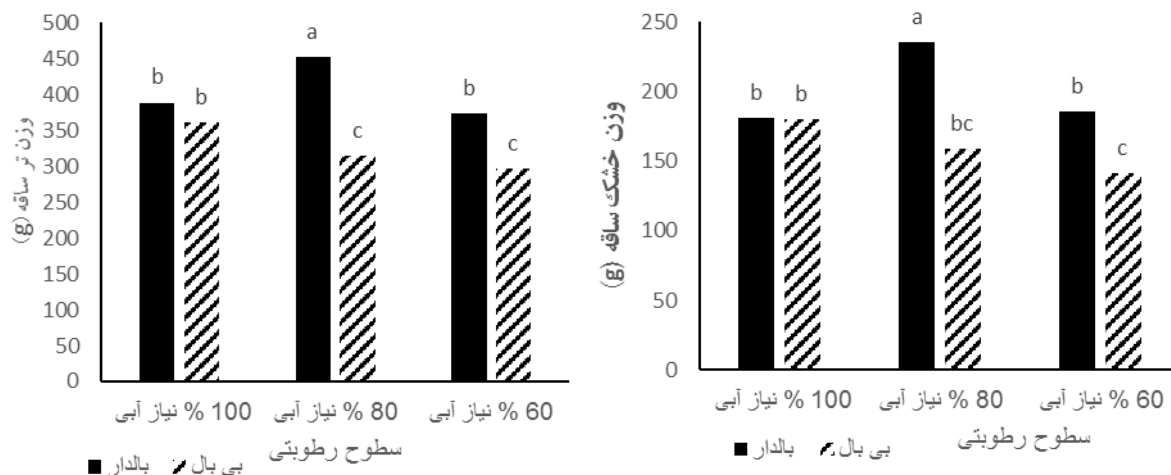 وزن تر ساقه (g)
500
450
400
350
300
250
200
150
100
50
0
b
b
a
c
b
c
100 % نیاز آبی
80 % نیاز آبی
60 % نیاز آبی
سطوح رطوبتی
بالدار
بی بال
وزن خشک ساقه (g)
250
200
150
100
50
0
b
b
a
bc
b
c
100 % نیاز آبی
80 % نیاز آبی
60 % نیاز آبی
سطوح رطوبتی
بالدار
بی بال